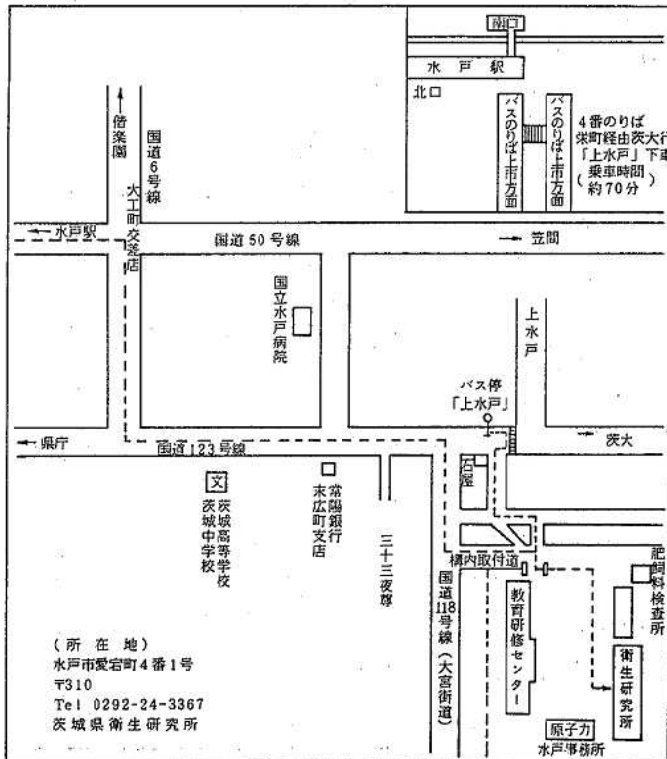 南口
水戸駅
北口
バスのりば上市方面
バスのりば上市方面
4番のりば
栄町経由茨大行
「上水戸」下車
(乗車時間
約70分)
偕楽園
国道6号線
大工町交差店
水戸駅
国道50号線
笠間
国立水戸病院
上水戸
バス停
「上水戸」
県庁
国道123号線
茨大
石屋
文
茨城高等学校
茨城中学校
常陽銀行
末広町支店
三十三夜尊
国道118号線(大宮街道)
構内取付道
教育研修センター
肥飼料検査所
衛生研究所
原子力
水戸事務所
(所在地)
水戸市愛宕町4番1号
〒310
Tel 0292-24-3367
茨城県衛生研究所